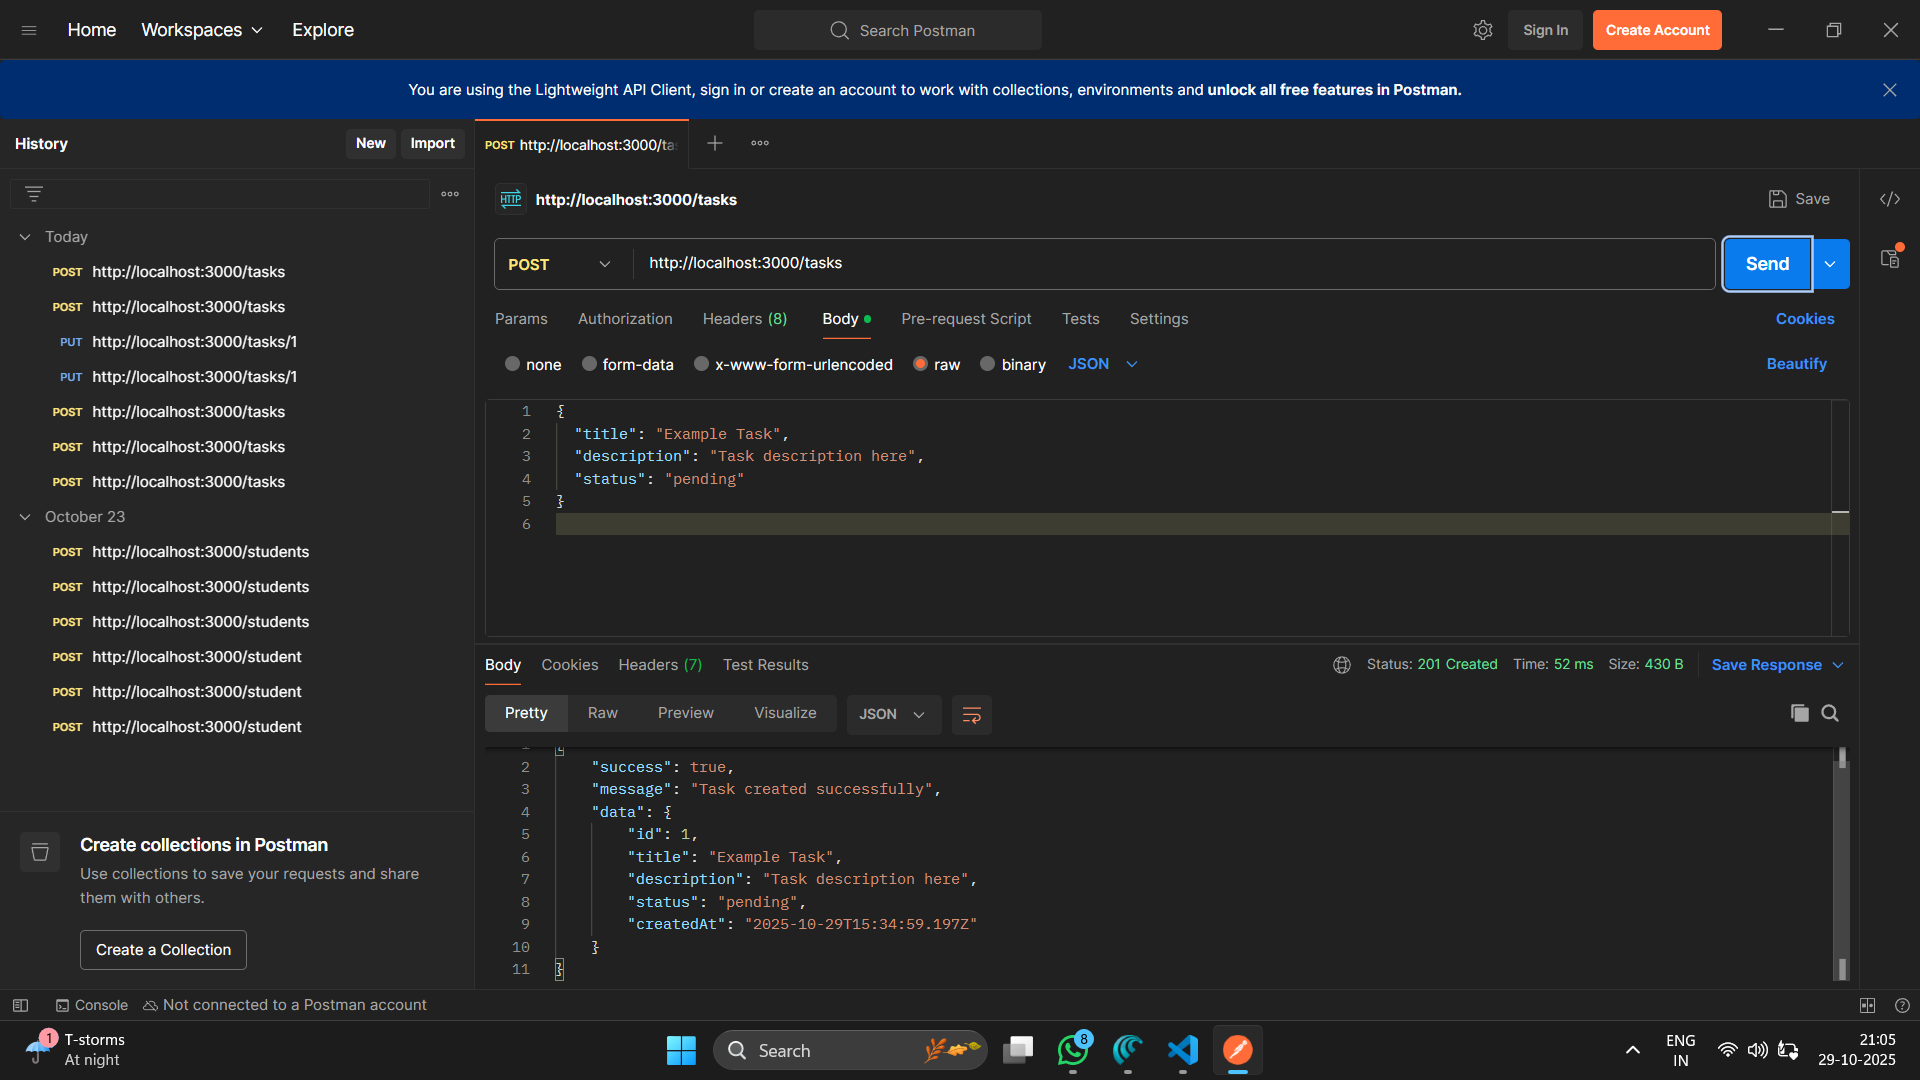 Home Workspaces Explore Search Postman Sign In Create Account
You are using the Lightweight API Client, sign in or create an account to work with collections, environments and unlock all free features in Postman.
History New Import
POST http://localhost:3000/ta
HTTP http://localhost:3000/tasks Save
Today
POST http://localhost:3000/tasks
POST http://localhost:3000/tasks
PUT http://localhost:3000/tasks/1
PUT http://localhost:3000/tasks/1
POST http://localhost:3000/tasks
POST http://localhost:3000/tasks
POST http://localhost:3000/tasks
October 23
POST http://localhost:3000/students
POST http://localhost:3000/students
POST http://localhost:3000/students
POST http://localhost:3000/student
POST http://localhost:3000/student
POST http://localhost:3000/student
Create collections in Postman
Use collections to save your requests and share
them with others.
Create a Collection
POST http://localhost:3000/tasks Send
Params Authorization Headers (8) Body Pre-request Script Tests Settings Cookies
none form-data x-www-form-urlencoded raw binary JSON Beautify
1 {
2 "title": "Example Task",
3 "description": "Task description here",
4 "status": "pending"
5 }
6
Body Cookies Headers (7) Test Results Status: 201 Created Time: 52 ms Size: 430 B Save Response
Pretty Raw Preview Visualize JSON
2 "success": true,
3 "message": "Task created successfully",
4 "data": {
5 "id": 1,
6 "title": "Example Task",
7 "description": "Task description here",
8 "status": "pending",
9 "createdAt": "2025-10-29T15:34:59.197Z"
10 }
11 }
Console Not connected to a Postman account
1 T-storms
At night
Search
8
ENG
IN
21:05
29-10-2025